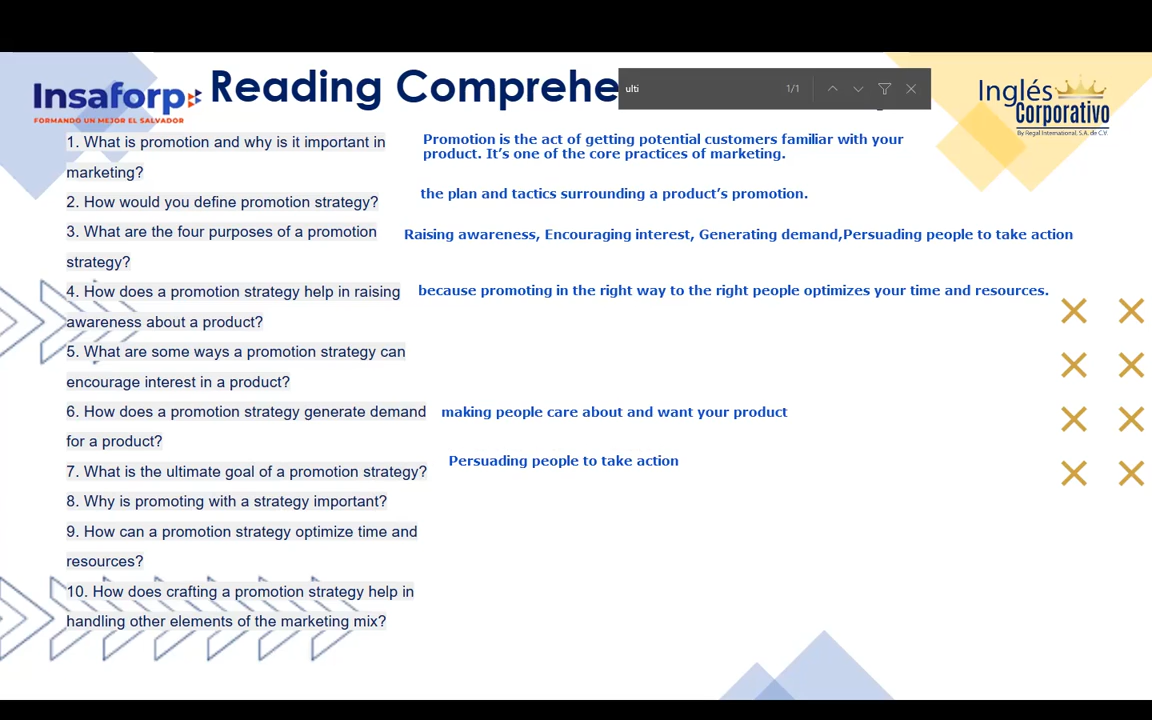 Insaforp
FORMANDO UN MEJOR EL SALVADOR
Reading Comprehe
ulti
1/1
Inglés
Corporativo
By Regal International, S.A. de C.V.
1. What is promotion and why is it important in
marketing?
Promotion is the act of getting potential customers familiar with your
product. It’s one of the core practices of marketing.
2. How would you define promotion strategy?
the plan and tactics surrounding a product’s promotion.
3. What are the four purposes of a promotion
strategy?
Raising awareness, Encouraging interest, Generating demand,Persuading people to take action
4. How does a promotion strategy help in raising
awareness about a product?
because promoting in the right way to the right people optimizes your time and resources.
5. What are some ways a promotion strategy can
encourage interest in a product?
6. How does a promotion strategy generate demand
for a product?
making people care about and want your product
7. What is the ultimate goal of a promotion strategy?
Persuading people to take action
8. Why is promoting with a strategy important?
9. How can a promotion strategy optimize time and
resources?
10. How does crafting a promotion strategy help in
handling other elements of the marketing mix?